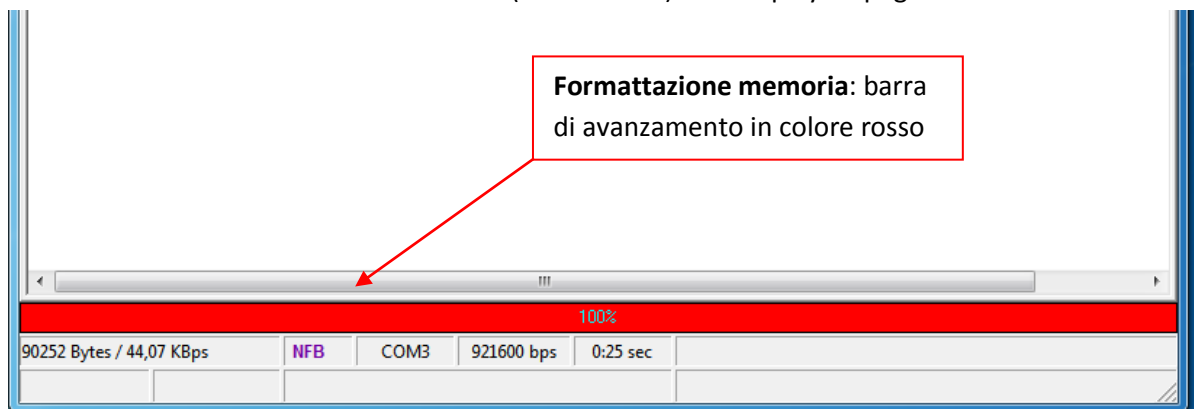 Formattazione memoria: barra
di avanzamento in colore rosso
100%
90252 Bytes / 44,07 KBps NFB COM3 921600 bps 0:25 sec